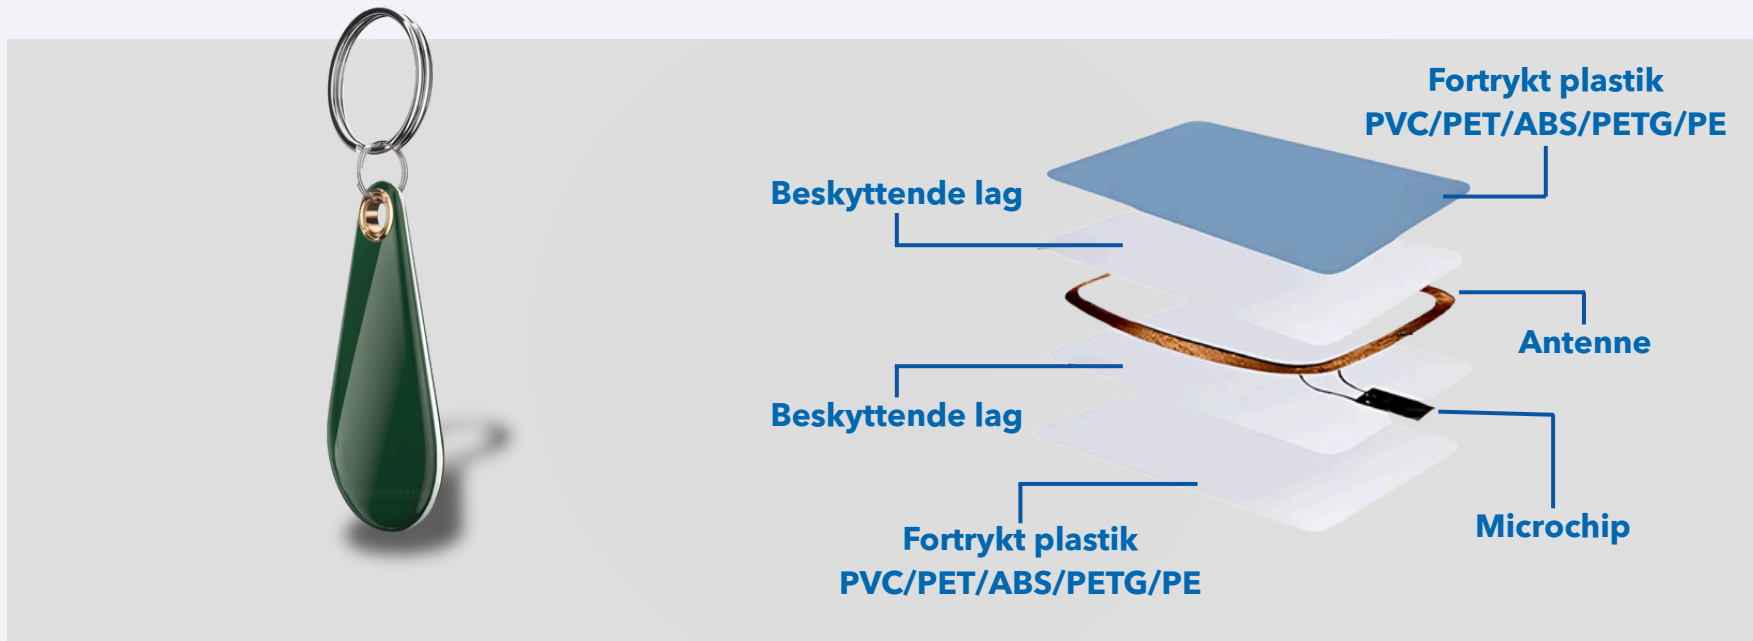 Fortrykt plastik
PVC/PET/ABS/PETG/PE
Beskyttende lag
Antenne
Beskyttende lag
Microchip
Fortrykt plastik
PVC/PET/ABS/PETG/PE